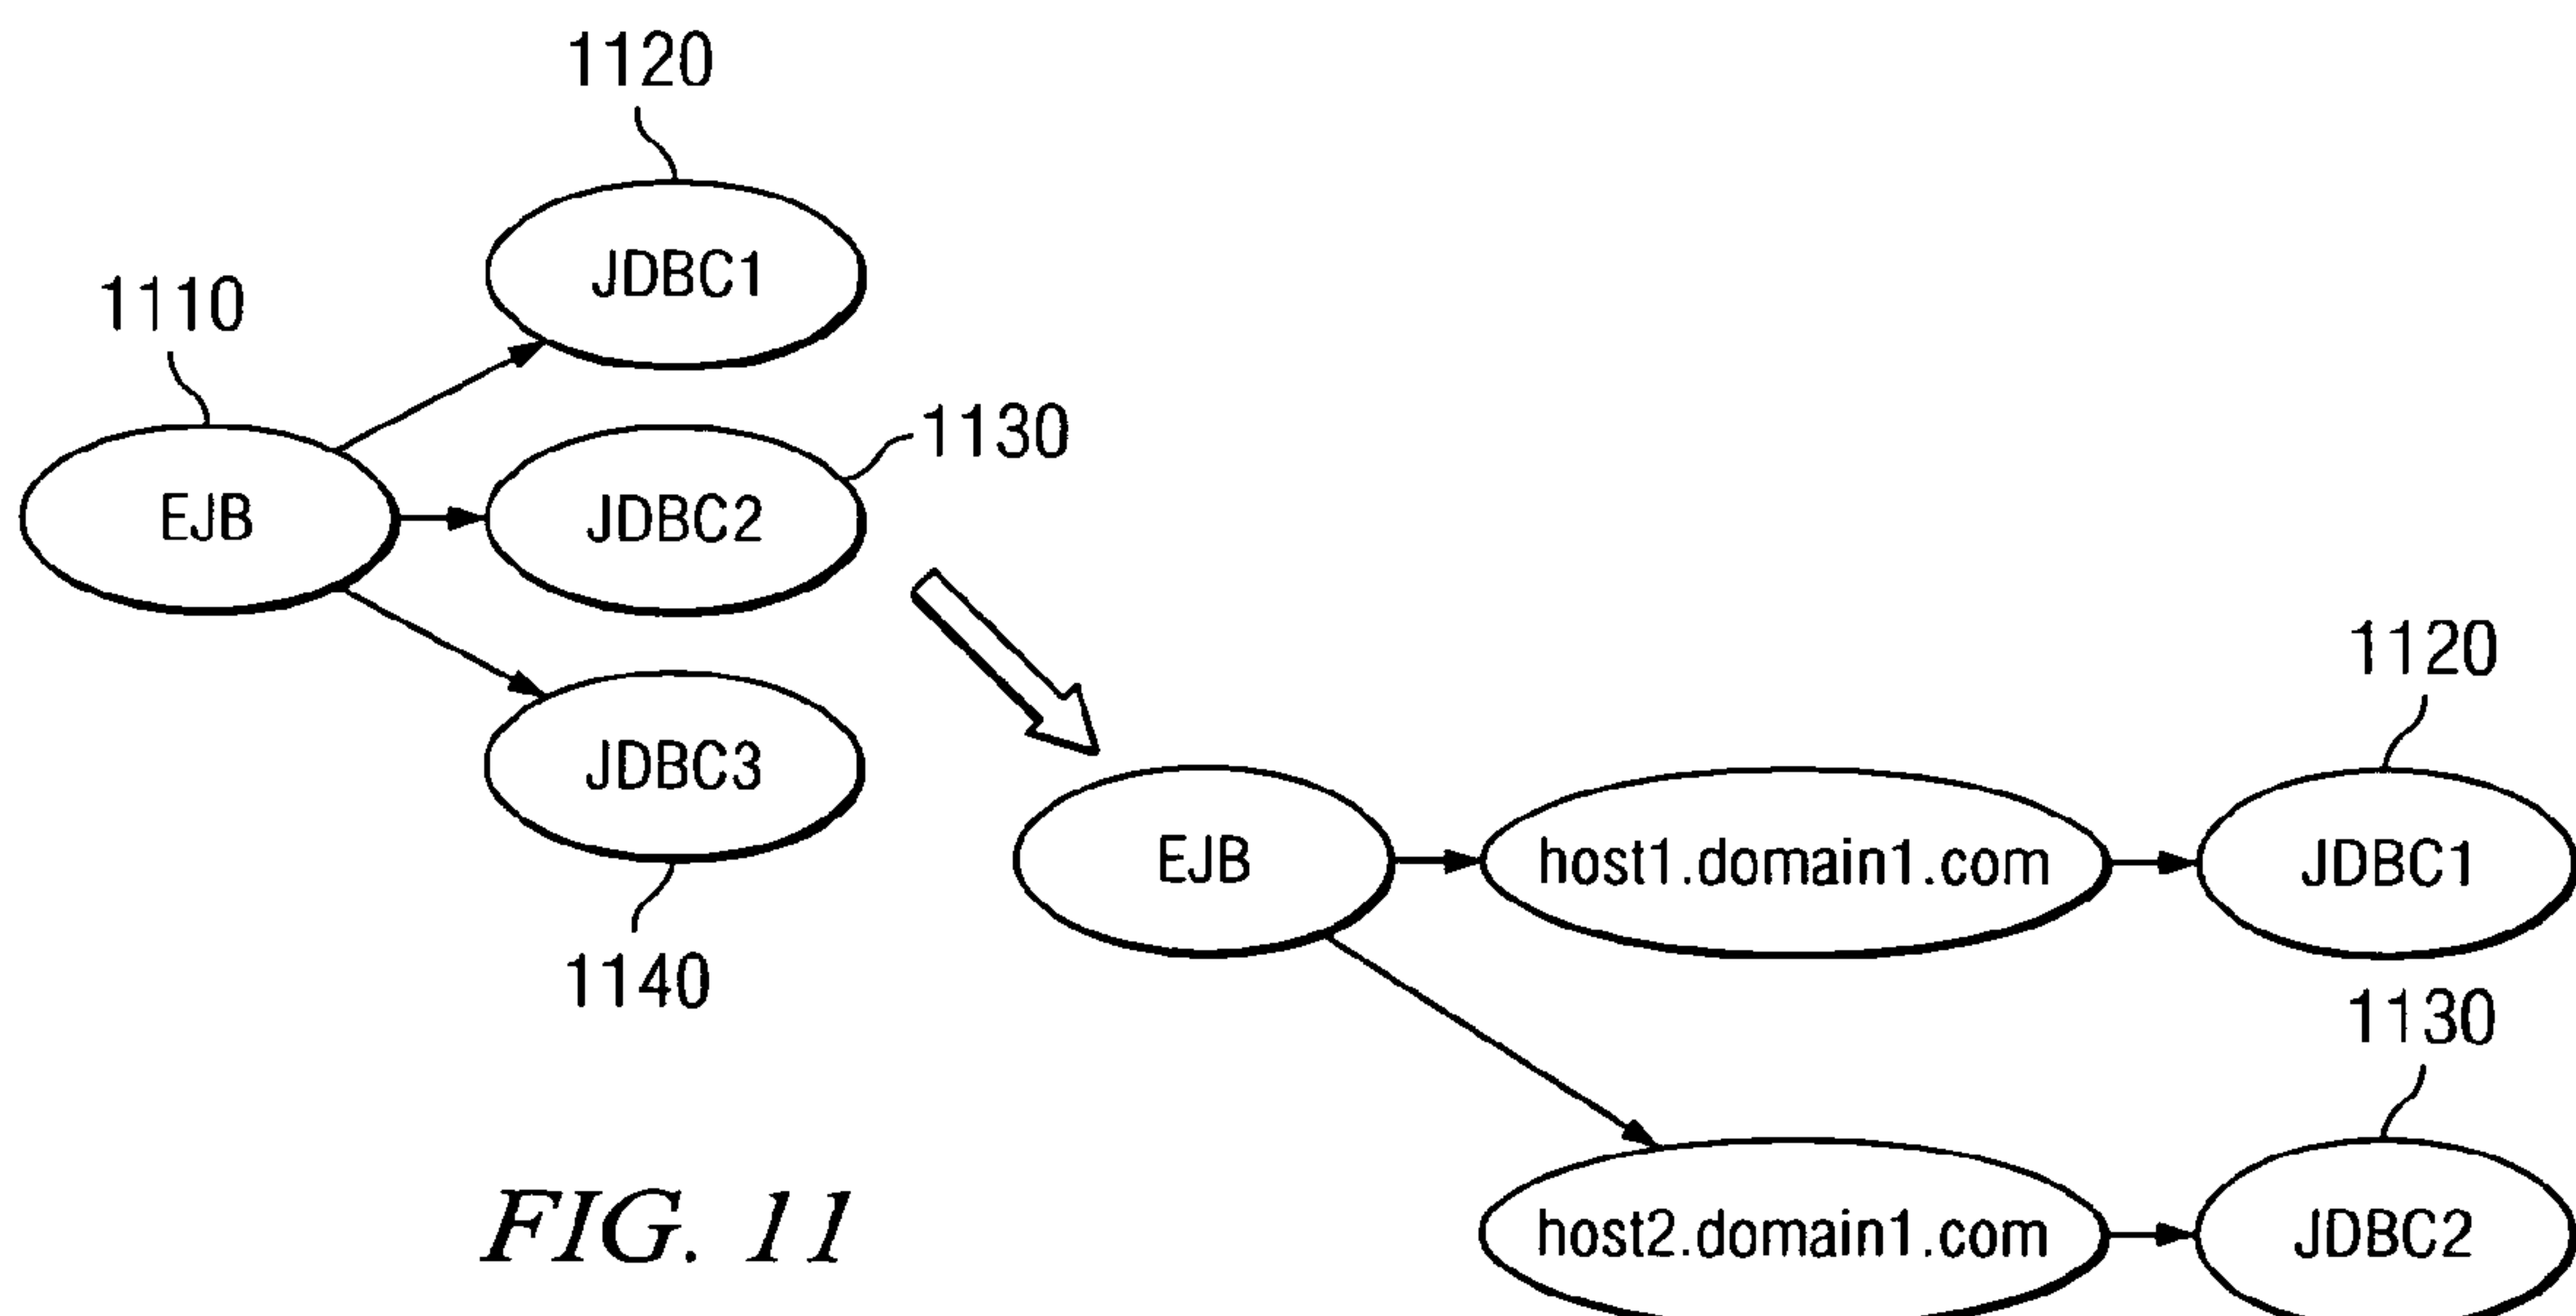 1120
JDBC1
1110
1130
EJB
JDBC2
JDBC3
1140
1120
EJB
host1.domain1.com
JDBC1
1130
host2.domain1.com
JDBC2
FIG. 11